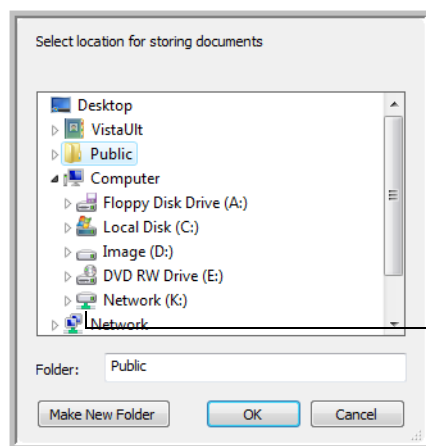 Select location for storing documents
Desktop
VistaUlt
Public
Computer
Floppy Disk Drive (A:)
Local Disk (C:)
Image (D:)
DVD RW Drive (E:)
Network (K:)
Network
Folder: Public
Make New Folder OK Cancel